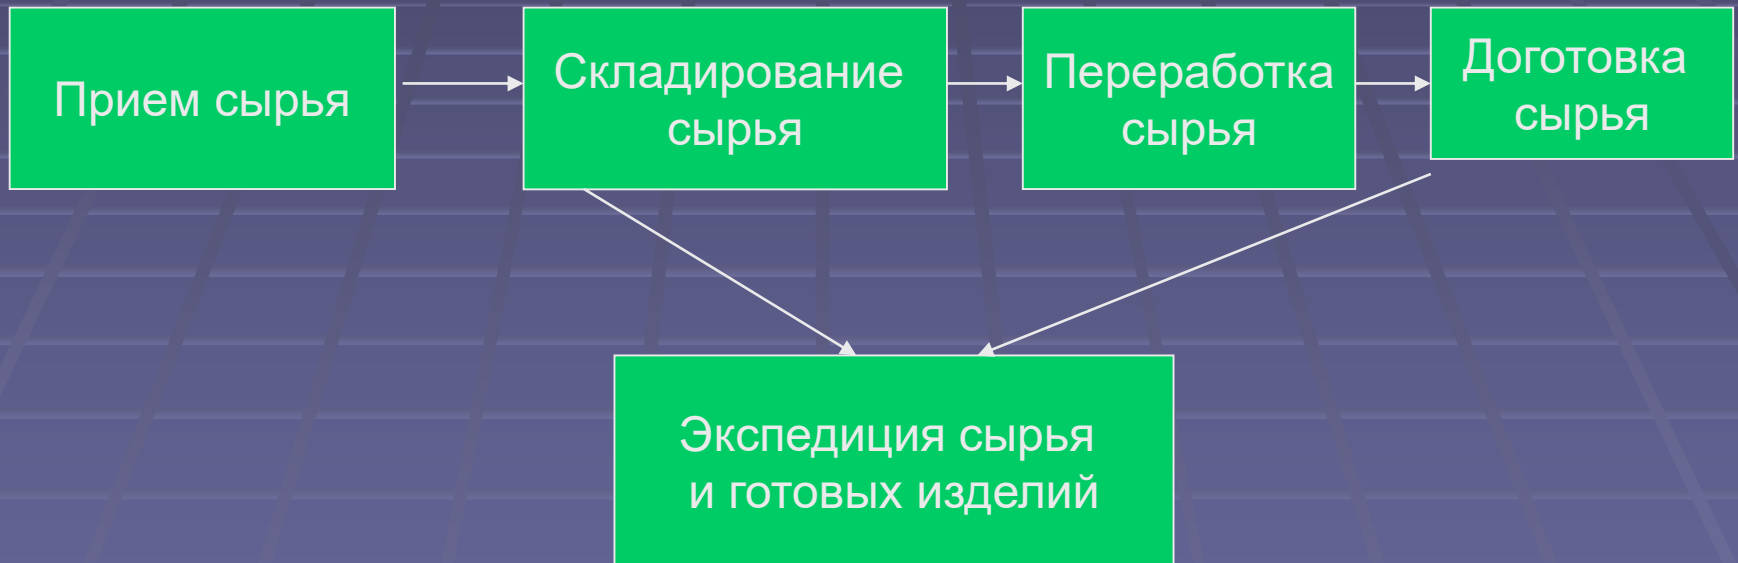 Прием сырья
Складирование
сырья
Переработка
сырья
Доготовка
сырья
Экспедиция сырья
и готовых изделий